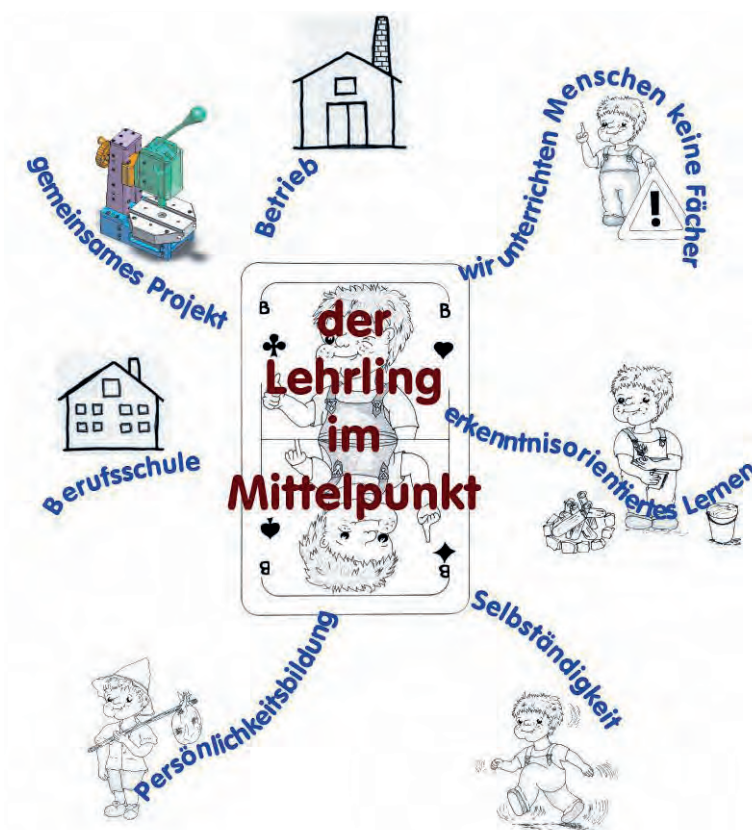 Betrieb
wir unterrichten Menschen keine Fächer
gemeinsames Projekt
B
B
der
Lehrling
im
Mittelpunkt
B
B
Berufsschule
erkenntnisorientiertes Lernen
Persönlichkeitsbildung
Selbständigkeit
!